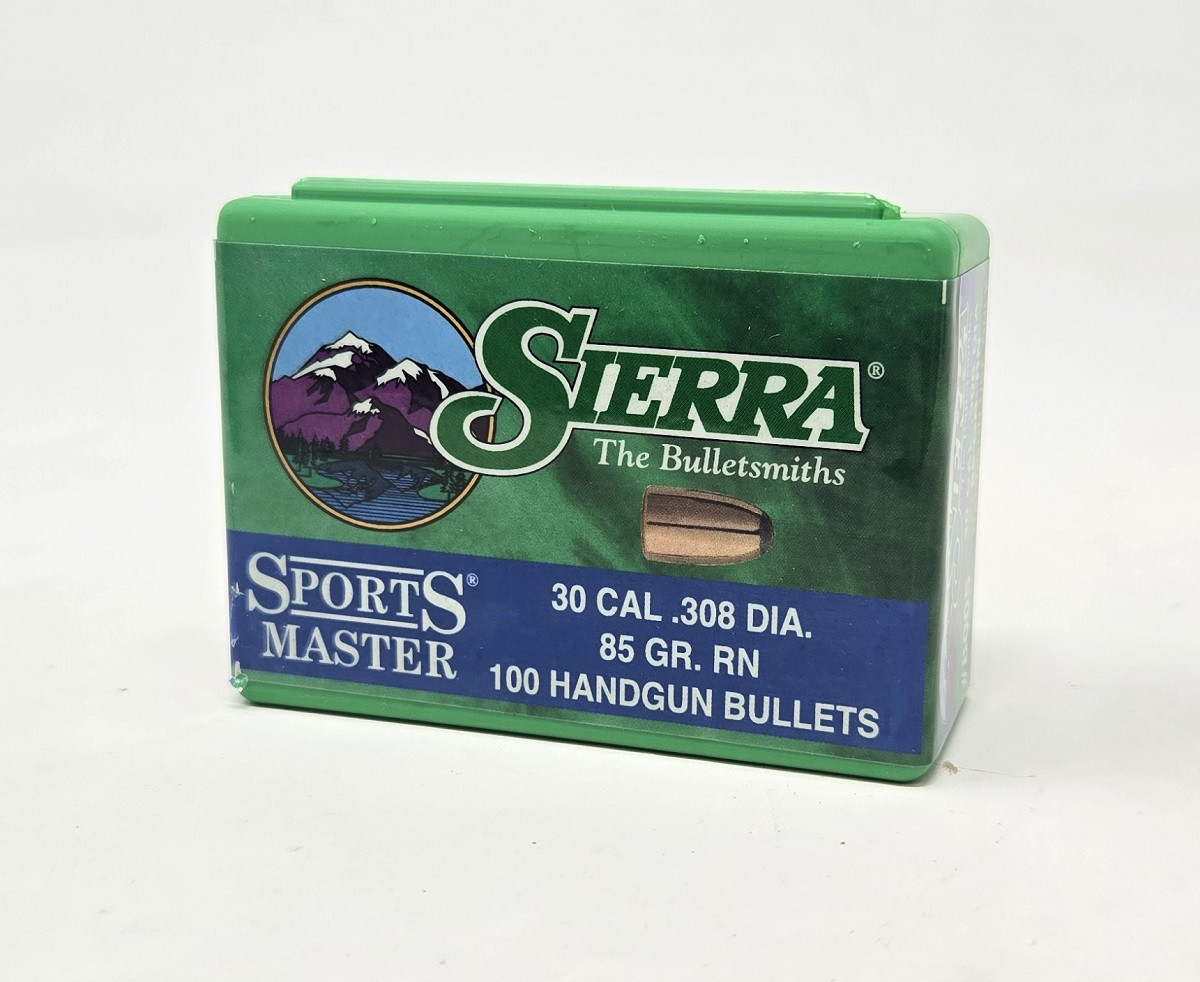 SIERRA®
The Bulletsmiths
SPORTS®
MASTER
30 CAL .308 DIA.
85 GR. RN
100 HANDGUN BULLETS